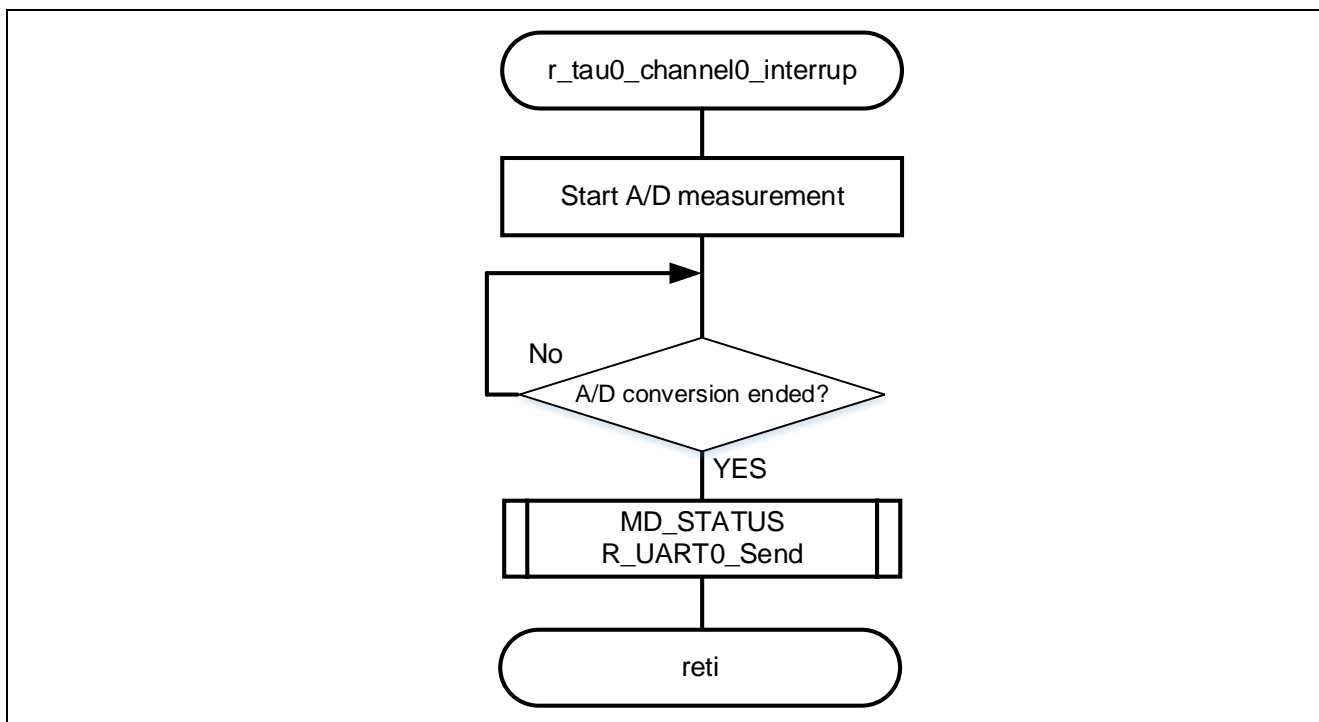 r_tau0_channel0_interrup
Start A/D measurement
No
A/D conversion ended?
YES
MD_STATUS
R_UART0_Send
reti